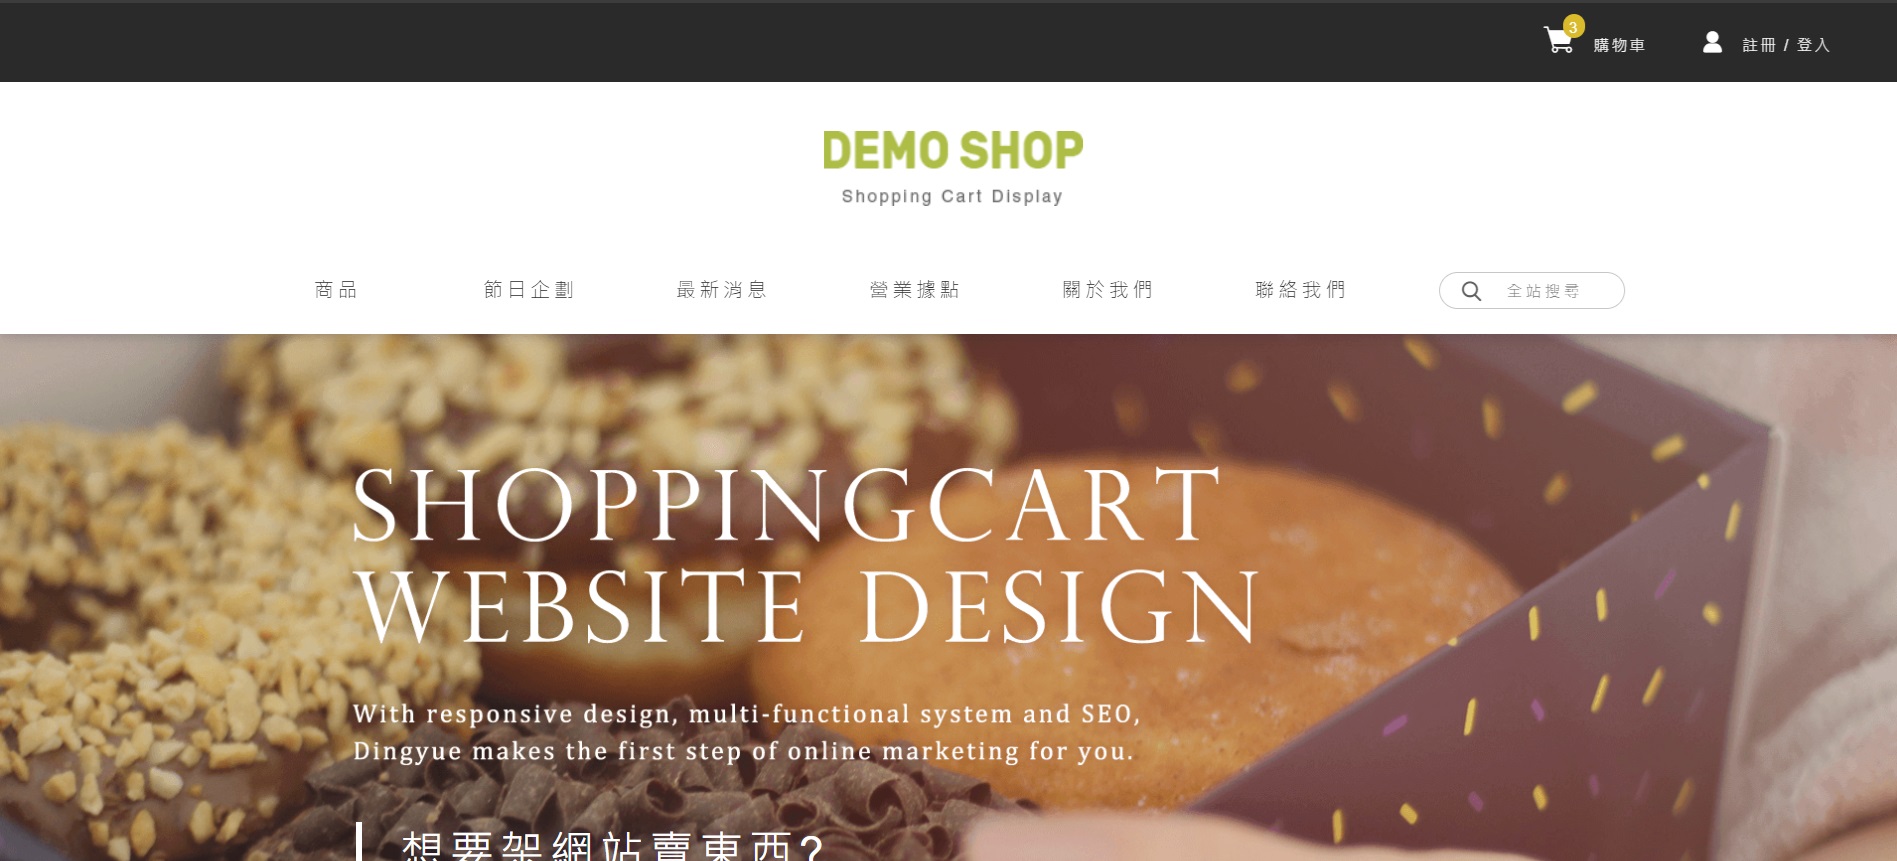 3
購物車
註冊 / 登入
DEMO SHOP
Shopping Cart Display
商品
節日企劃
最新消息
營業據點
關於我們
聯絡我們
全站搜尋
SHOPPINGCART
WEBSITE DESIGN
With responsive design, multi-functional system and SEO,
Dingyue makes the first step of online marketing for you.
想要架網站賣東西?